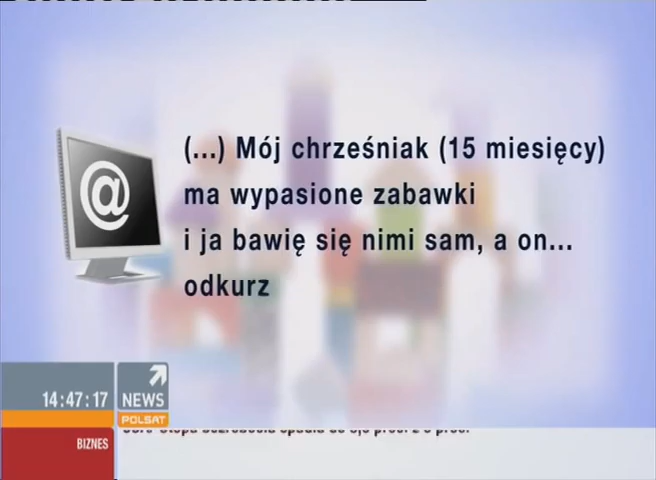 (...) Mój chrześniak (15 miesięcy)
ma wypasione zabawki
i ja bawię się nimi sam, a on...
odkurz
@
14:47:17
NEWS
POLSAT
BIZNES